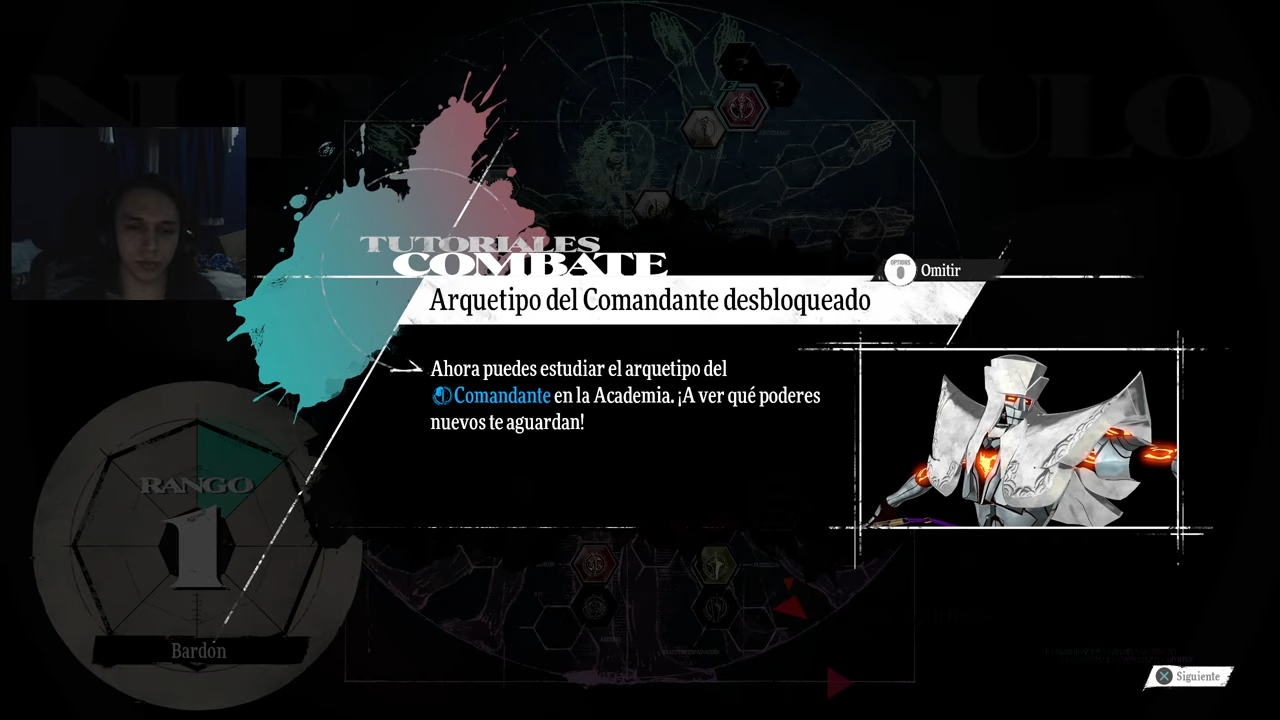 TUTORIALES
COMBATE
OPTIONS
Omitir
Arquetipo del Comandante desbloqueado
Ahora puedes estudiar el arquetipo del
Comandante en la Academia. ¡A ver qué poderes
nuevos te aguardan!
RANGO
1
Bardon
Siguiente